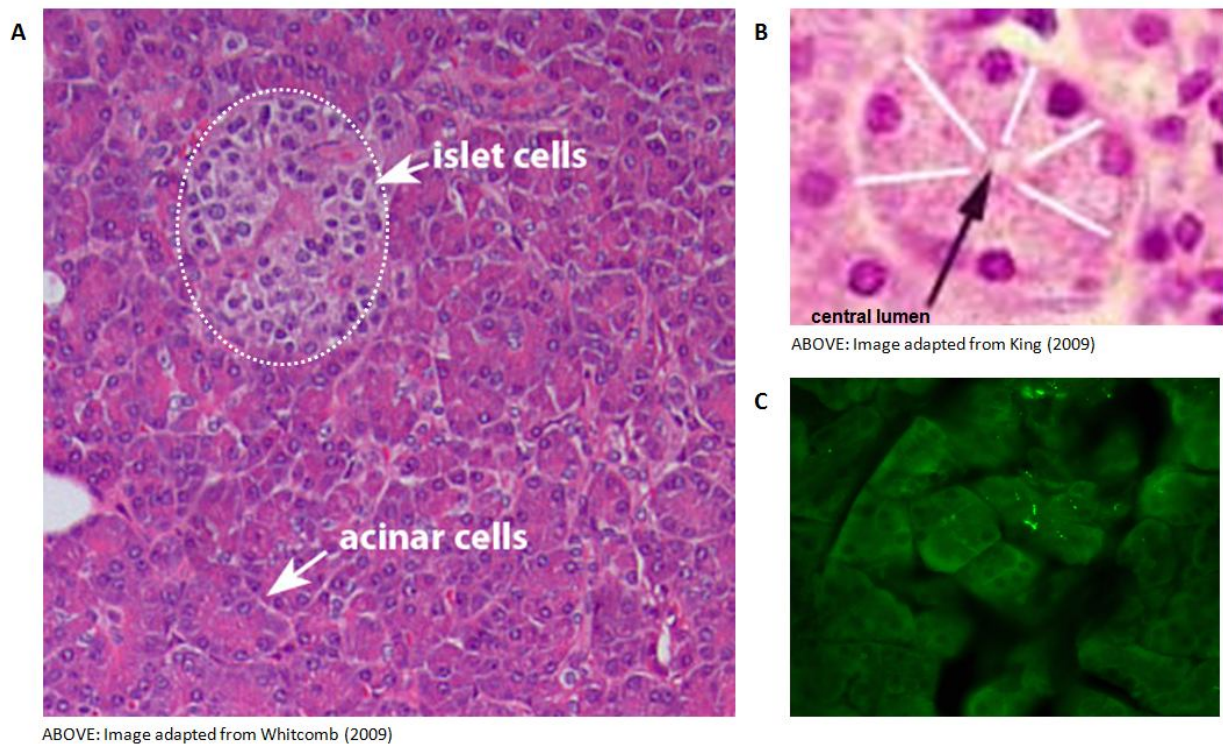 A
islet cells
acinar cells
ABOVE: Image adapted from Whitcomb (2009)
B
central lumen
ABOVE: Image adapted from King (2009)
C